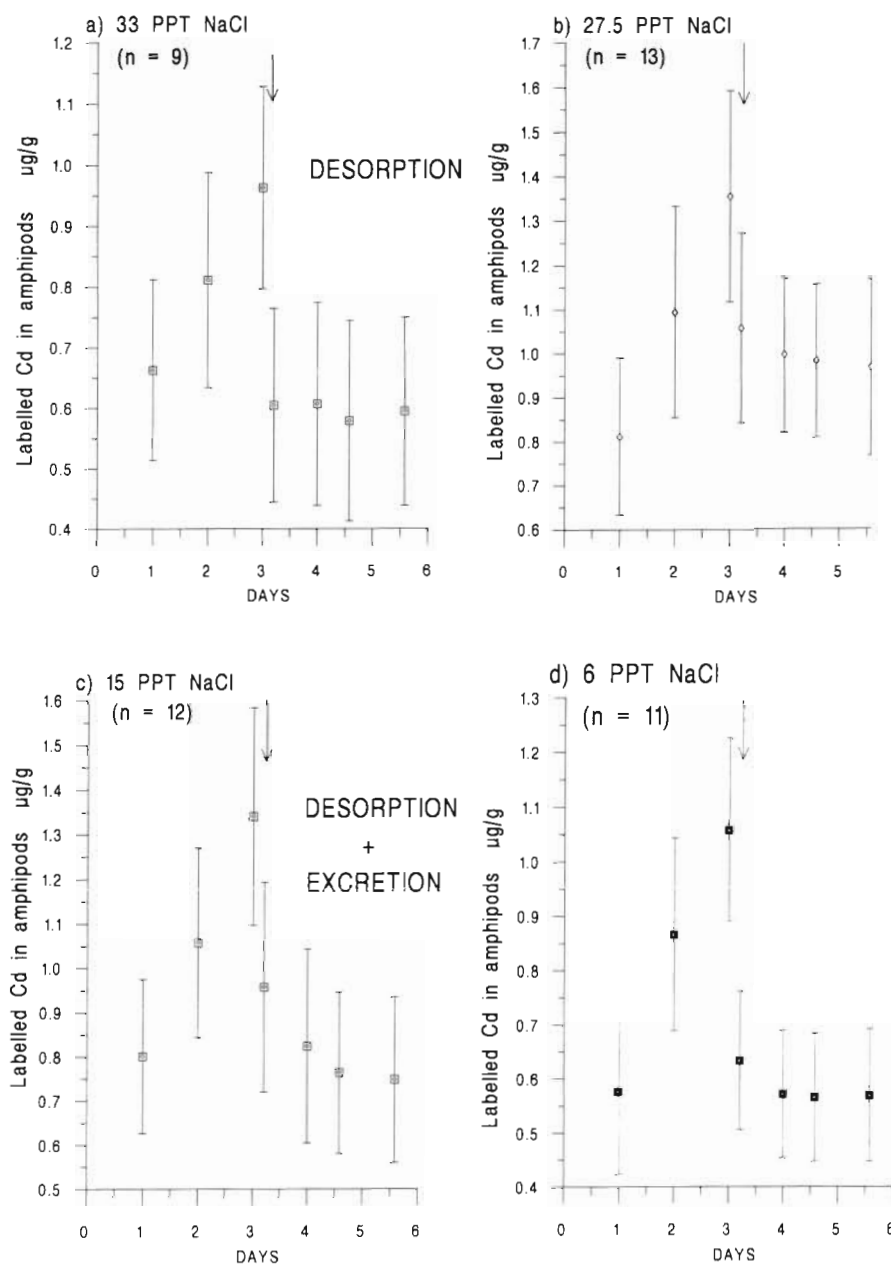 a) 33 PPT NaCl
(n = 9)
1.2
1.1
1.0
0.9
0.8
0.7
0.6
0.5
0.4
Labelled Cd in amphipods µg/g
DESORPTION
0 1 2 3 4 5 6
DAYS
b) 27.5 PPT NaCl
(n = 13)
1.7
1.6
1.5
1.4
1.3
1.2
1.1
1.0
0.9
0.8
0.7
0.6
Labelled Cd in amphipods µg/g
0 1 2 3 4 5
DAYS
c) 15 PPT NaCl
(n = 12)
1.6
1.5
1.4
1.3
1.2
1.1
1.0
0.9
0.8
0.7
0.6
0.5
Labelled Cd in amphipods µg/g
DESORPTION
+
EXCRETION
0 1 2 3 4 5 6
DAYS
d) 6 PPT NaCl
(n = 11)
1.3
1.2
1.1
1.0
0.9
0.8
0.7
0.6
0.5
0.4
Labelled Cd in amphipods µg/g
0 1 2 3 4 5 6
DAYS